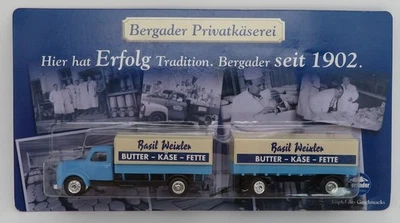 Bergader Privatkäserei
Hier hat Erfolg Tradition. Bergader seit 1902.
Basil Weixler
BUTTER - KÄSE - FETTE
Basil Weixler
BUTTER - KÄSE - FETTE
bergader